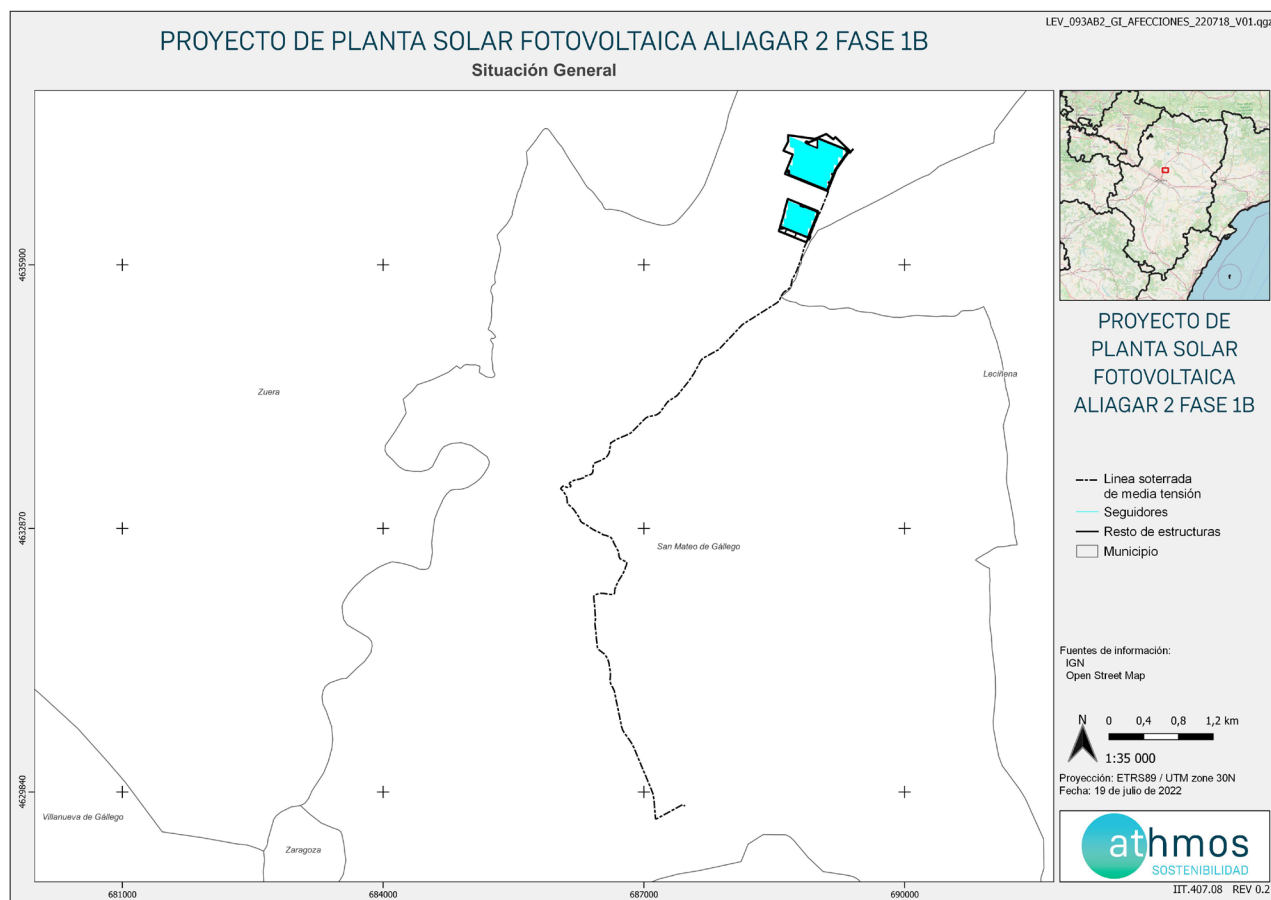 LEV_093AB2_GI_AFECCIONES_220718_V01.qgz
PROYECTO DE PLANTA SOLAR FOTOVOLTAICA ALIAGAR 2 FASE 1B
Situación General
4635900
4632870
4629840
681000
684000
687000
690000
Zuera
Leciñena
San Mateo de Gállego
Villanueva de Gállego
Zaragoza
PROYECTO DE
PLANTA SOLAR
FOTOVOLTAICA
ALIAGAR 2 FASE 1B
Linea soterrada
de media tensión
Seguidores
Resto de estructuras
Municipio
Fuentes de información:
IGN
Open Street Map
N
0 0,4 0,8 1,2 km
1:35 000
Proyección: ETRS89 / UTM zone 30N
Fecha: 19 de julio de 2022
athmos
SOSTENIBILIDAD
IIT.407.08 REV 0.2